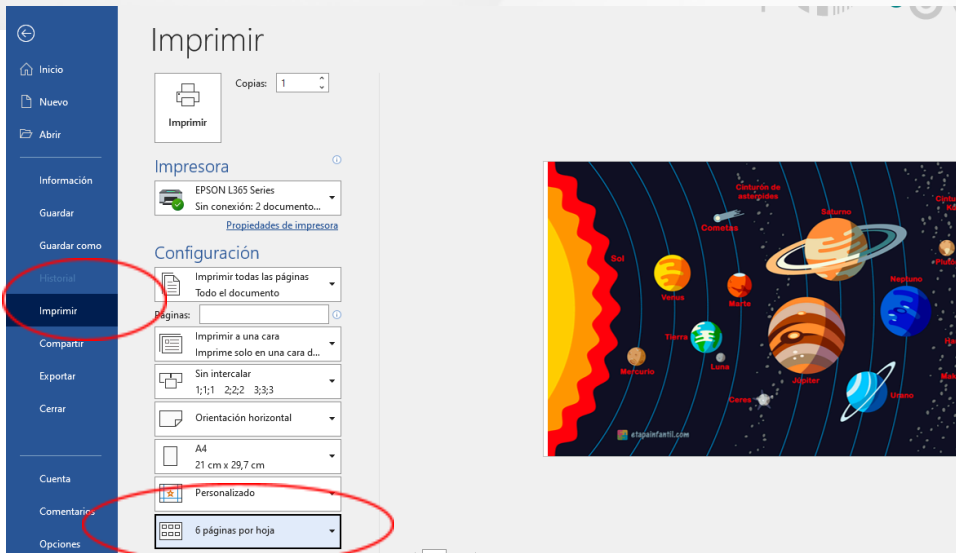 Imprimir
Inicio
Nuevo
Abrir
Información
Guardar
Guardar como
Historial
Imprimir
Compartir
Exportar
Cerrar
Cuenta
Comentarios
Opciones
Copias: 1
Imprimir
Impresora
EPSON L365 Series
Sin conexión: 2 documento...
Propiedades de impresora
Configuración
Imprimir todas las páginas
Todo el documento
Páginas:
Imprimir a una cara
Imprime solo en una cara d...
Sin intercalar
1;1;1 2;2;2 3;3;3
Orientación horizontal
A4
21 cm x 29,7 cm
Personalizado
6 páginas por hoja
Cinturón de
asteroides
Cometas
Saturno
Sol
Neptuno
Venus
Marte
Tierra
Luna
Mercurio
Júpiter
Ceres
Urano
etapainfantil.com